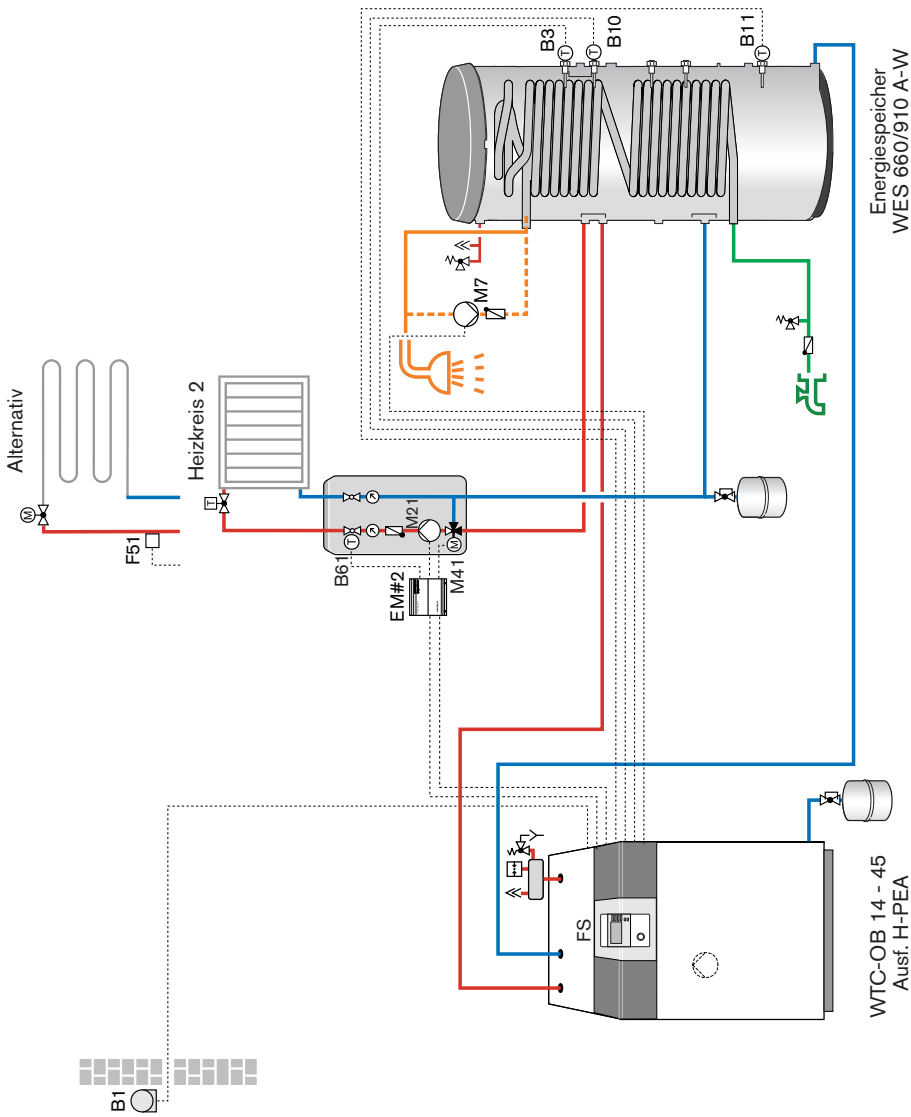 B1
WTC-OB 14 - 45
Ausf. H-PEA
FS
Alternativ
M
F51
Heizkreis 2
T
B61
T
M21
EM#2
M
M41
M7
B3
T
B10
T
B11
T
Energiespeicher
WES 660/910 A-W